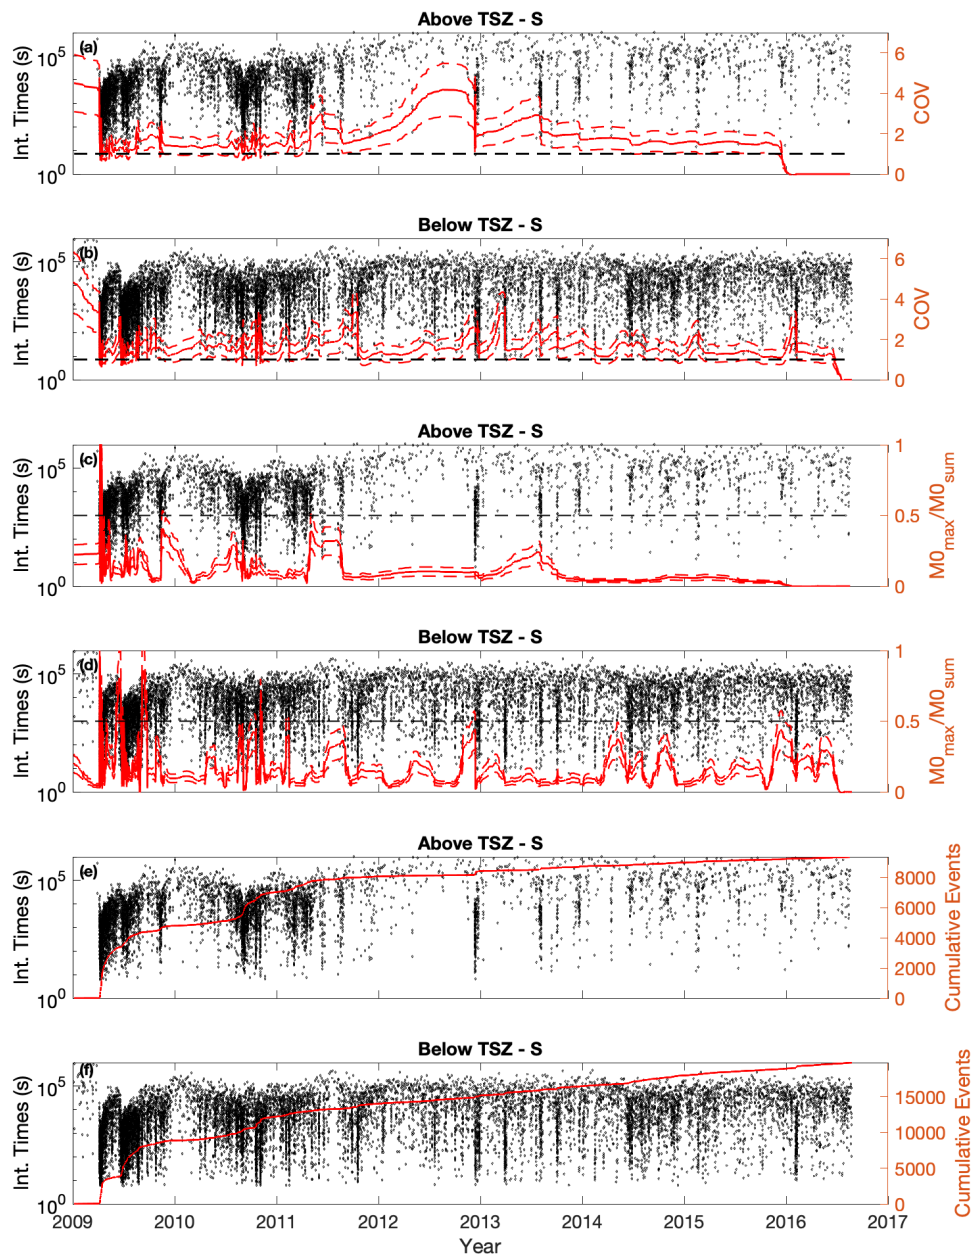 Above TSZ - S
(a)
Int. Times (s)
10^5
10^0
6
4
2
0
COV
Below TSZ - S
(b)
Int. Times (s)
10^5
10^0
6
4
2
0
COV
Above TSZ - S
(c)
Int. Times (s)
10^5
10^0
1
0.5
0
M0_max/M0_sum
Below TSZ - S
(d)
Int. Times (s)
10^5
10^0
1
0.5
0
M0_max/M0_sum
Above TSZ - S
(e)
Int. Times (s)
10^5
10^0
8000
6000
4000
2000
0
Cumulative Events
Below TSZ - S
(f)
Int. Times (s)
10^5
10^0
15000
10000
5000
0
Cumulative Events
2009 2010 2011 2012 2013 2014 2015 2016 2017
Year